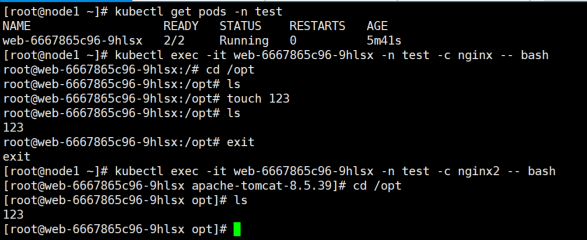 [root@node1 ~]# kubectl get pods -n test
NAME                   READY   STATUS    RESTARTS   AGE
web-6667865c96-9hlsx   2/2     Running   0          5m41s
[root@node1 ~]# kubectl exec -it web-6667865c96-9hlsx -n test -c nginx -- bash
root@web-6667865c96-9hlsx:/# cd /opt
root@web-6667865c96-9hlsx:/opt# ls
root@web-6667865c96-9hlsx:/opt# touch 123
root@web-6667865c96-9hlsx:/opt# ls
123
root@web-6667865c96-9hlsx:/opt# exit
exit
[root@node1 ~]# kubectl exec -it web-6667865c96-9hlsx -n test -c nginx2 -- bash
[root@web-6667865c96-9hlsx apache-tomcat-8.5.39]# cd /opt
[root@web-6667865c96-9hlsx opt]# ls
123
[root@web-6667865c96-9hlsx opt]#